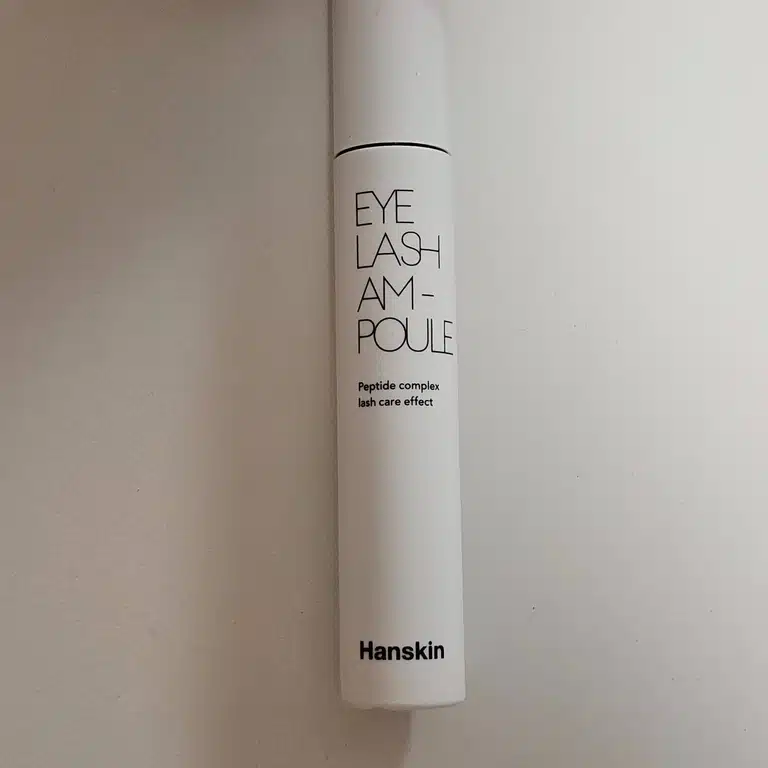 EYE
LASH
AM-
POULE
Peptide complex
lash care effect
Hanskin